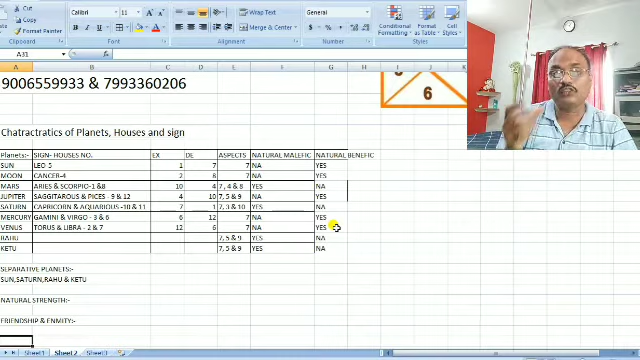 Cut
Copy
Format Painter
Clipboard
Calibri
11
Font
Wrap Text
Merge & Center
Alignment
General
Number
Conditional Formatting
Format as Table
Cell Styles
Styles
A31
A B C D E F G H I J K
9006559933 & 7993360206
6
Chatractratics of Planets, Houses and sign
Planets:- SIGN- HOUSES NO. EX DE ASPECTS NATURAL MALEFIC NATURAL BENEFIC
SUN LEO-5 1 7 7 NA YES
MOON CANCER-4 2 8 7 NA YES
MARS ARIES & SCORPIO-1 &8 10 4 7, 4 & 8 YES NA
JUPITER SAGGITAROUS & PICES - 9 & 12 4 10 7, 5 & 9 NA YES
SATURN CAPRICORN & AQUARIOUS -10 & 11 7 1 7, 3 & 10 YES NA
MERCURY GAMINI & VIRGO - 3 & 6 6 12 7 NA YES
VENUS TORUS & LIBRA - 2 & 7 12 6 7 NA YES
RAHU 7, 5 & 9 YES NA
KETU 7, 5 & 9 YES NA
SEPARATIVE PLANETS:
SUN,SATURN,RAHU & KETU
NATURAL STRENGTH:-
FRIENDSHIP & ENMITY:-
Sheet1 Sheet2 Sheet3